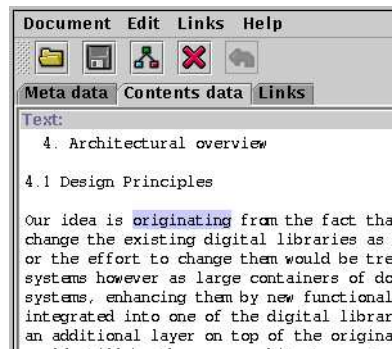 Document Edit Links Help
Meta data Contents data Links
Text:
4. Architectural overview
4.1 Design Principles
Our idea is originating from the fact tha
change the existing digital libraries as
or the effort to change them would be tre
systems however as large containers of do
systems, enhancing them by new functional
integrated into one of the digital librar
an additional layer on top of the origina